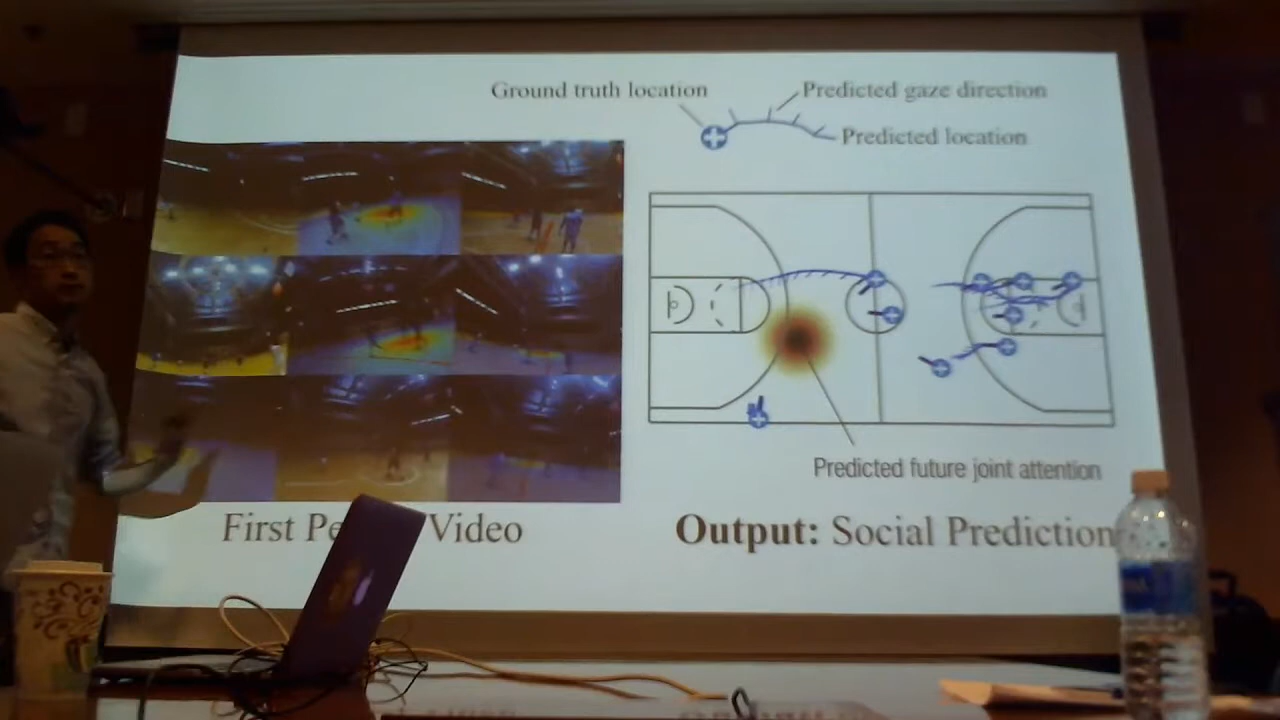 Ground truth location
Predicted gaze direction
Predicted location
Predicted future joint attention
First Pe Video
Output: Social Prediction